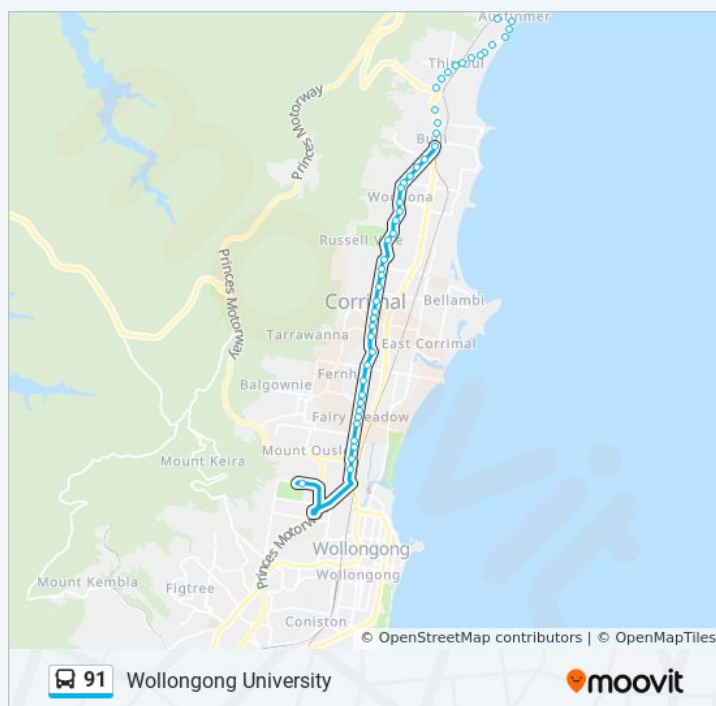 Austinmer
Thirroul
Princes Motorway
Bulli
Woonona
Russell Vale
Princes Motorway
Corrimal
Bellambi
Tarrawanna
East Corrimal
Balgownie
Fairy Meadow
Mount Ousley
Mount Keira
Princes Motorway
Wollongong
Mount Kembla
Wollongong
Figtree
Coniston
© OpenStreetMap contributors | © OpenMapTiles
91 Wollongong University
moovit